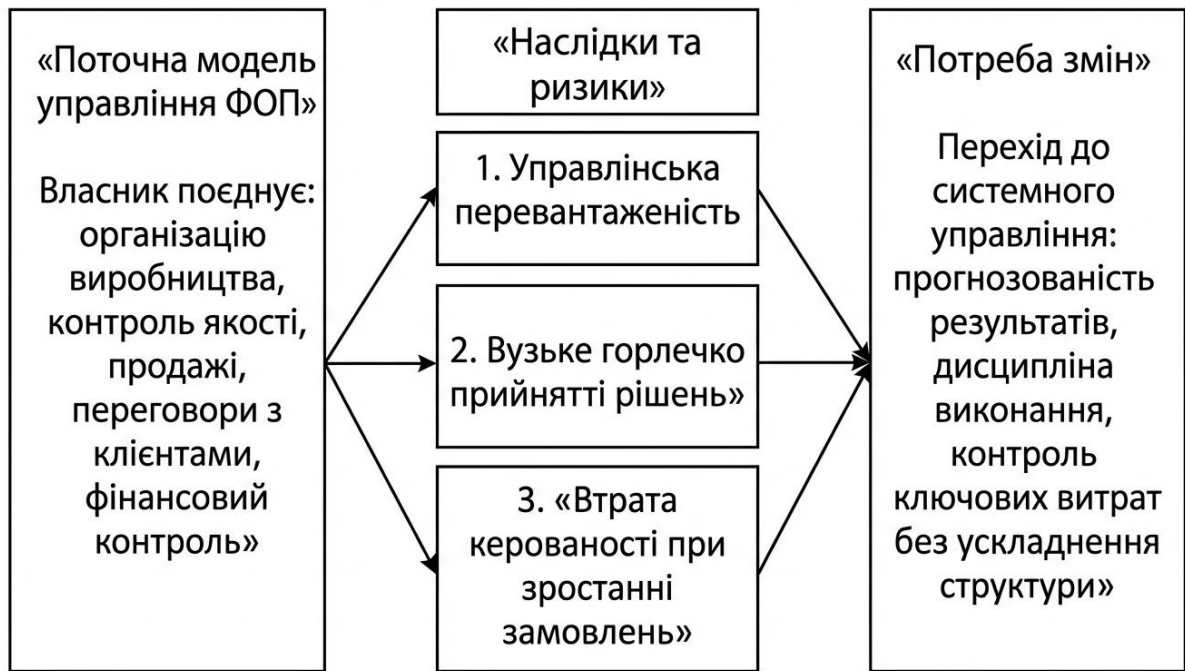 «Поточна модель
управління ФОП»
Власник поєднує:
організацію
виробництва,
контроль якості,
продажі,
переговори з
клієнтами,
фінансовий
контроль»
«Наслідки та
ризики»
1. Управлінська
перевантаженість
2. Вузьке горлечко
прийнятті рішень»
3. «Втрата
керованості при
зростанні
замовлень»
«Потреба змін»
Перехід до
системного
управління:
прогнозованість
результатів,
дисципліна
виконання,
контроль
ключових витрат
без ускладнення
структури»